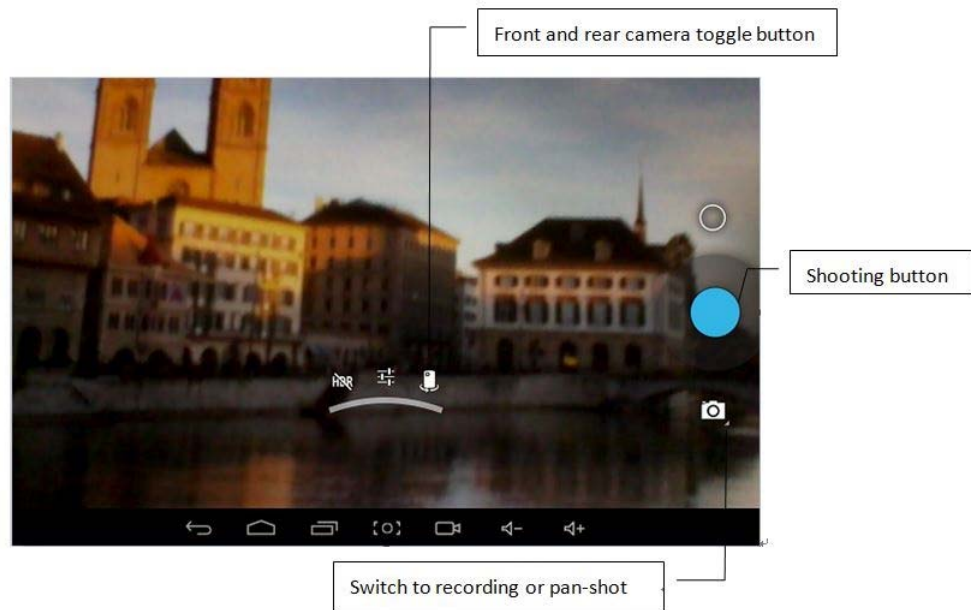 Front and rear camera toggle button
Shooting button
HDR
Switch to recording or pan-shot